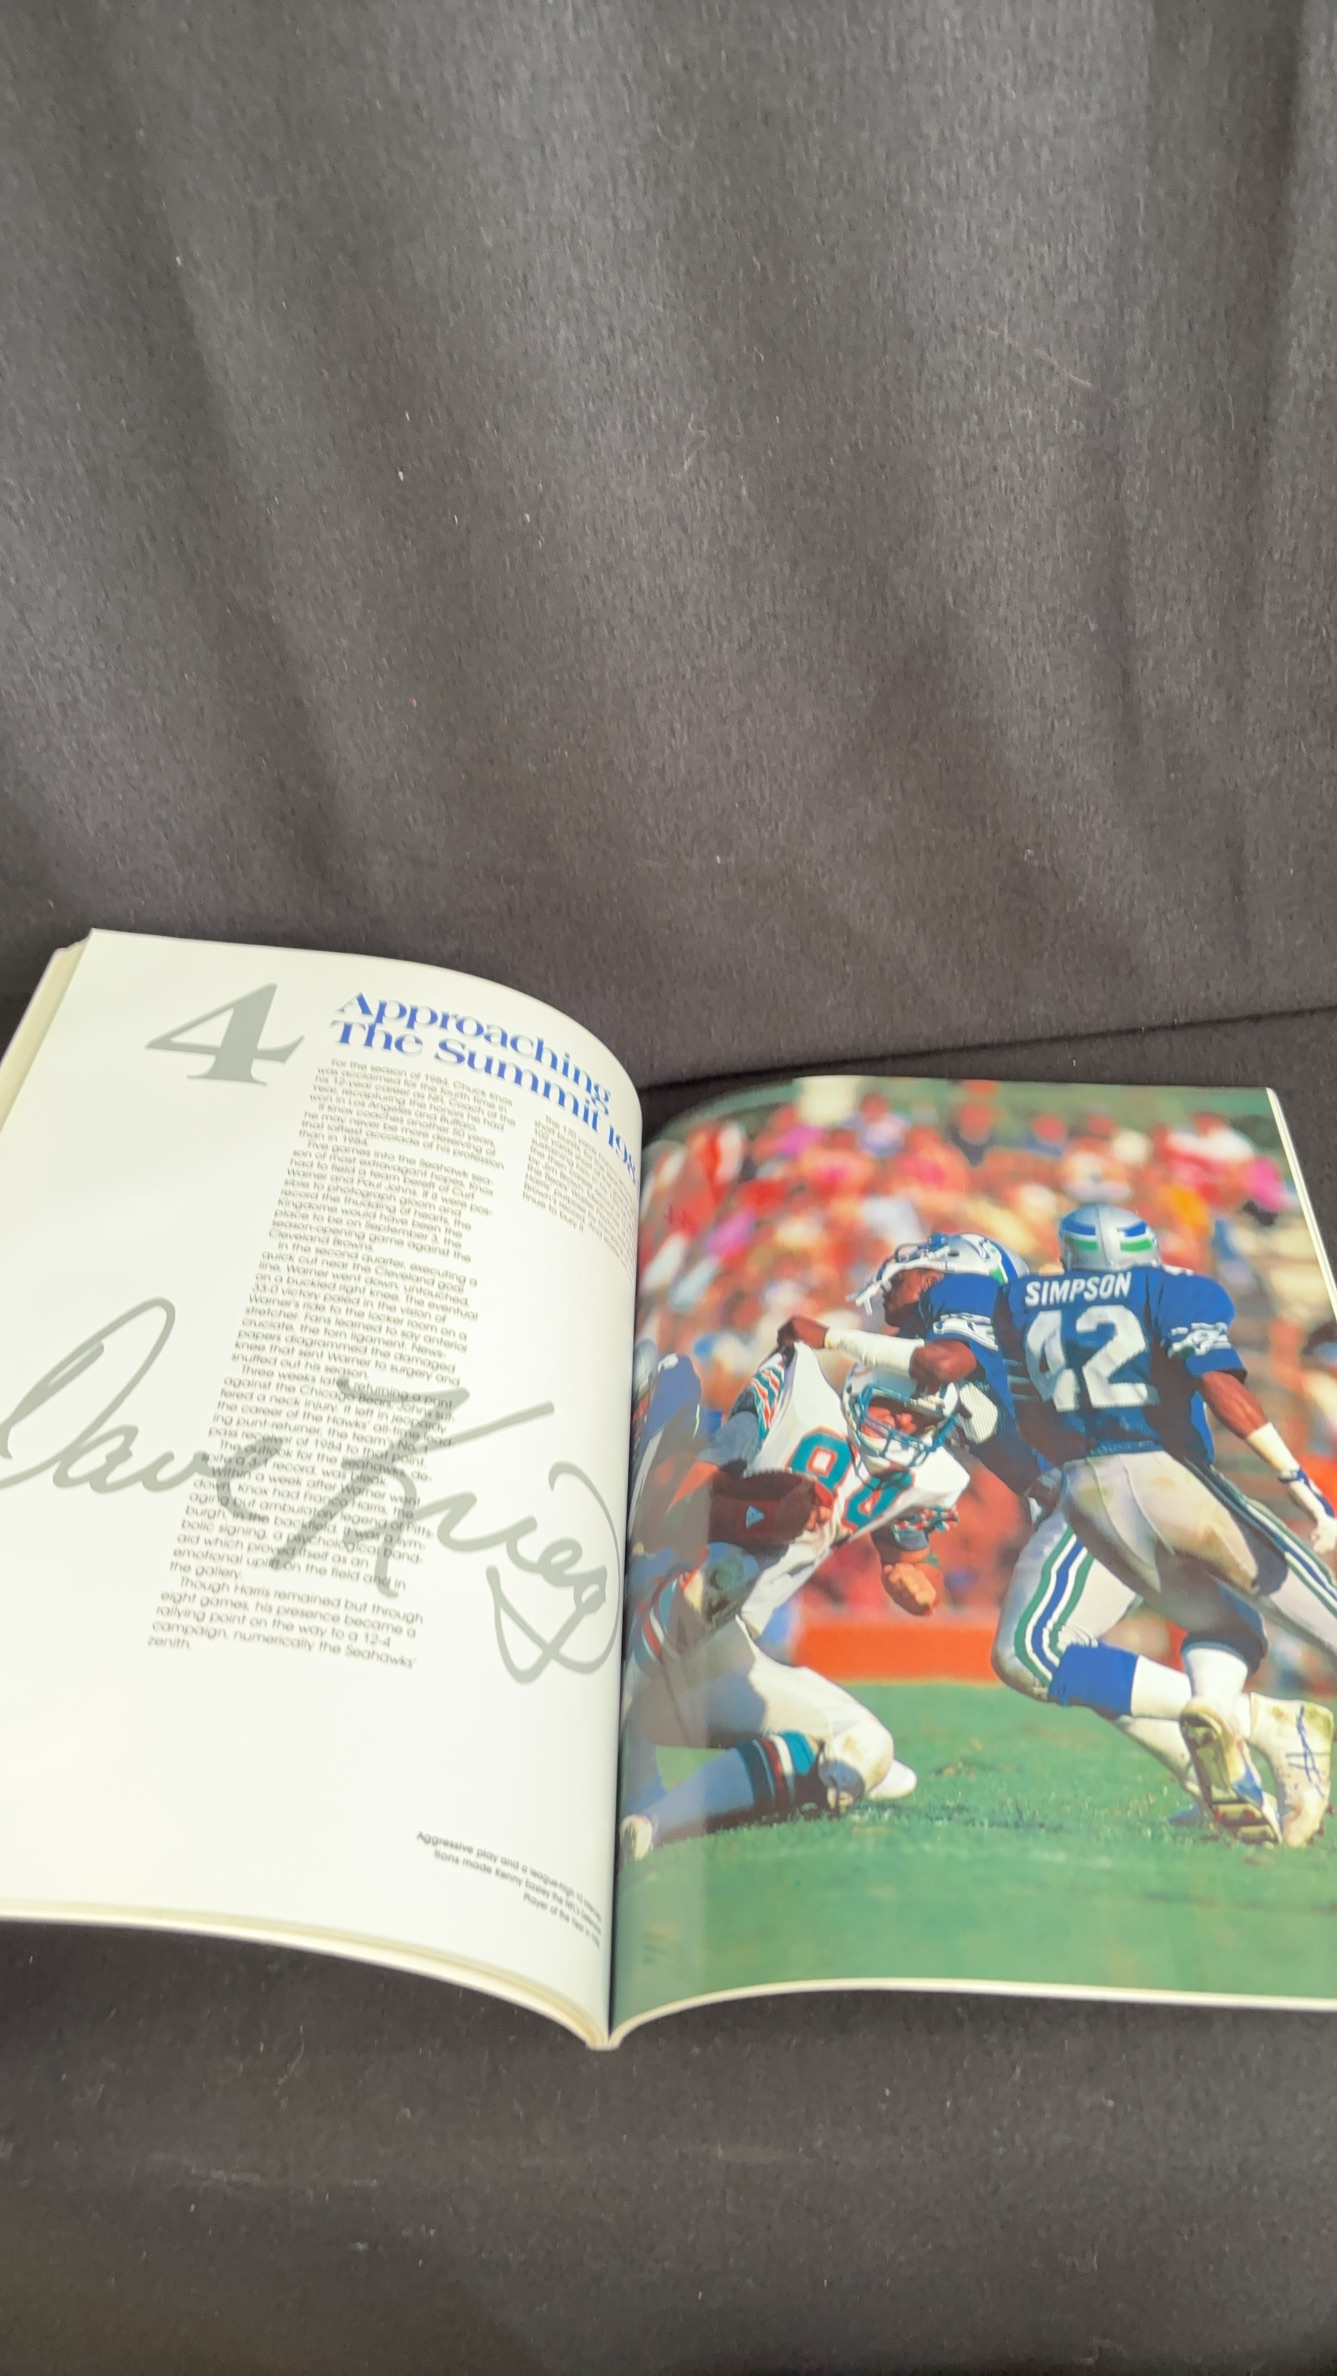 4
Approaching
The Summit 198
For the season of 1984, Chuck Knox
was acclaimed for the fourth time in
his 12-year career as NFL Coach of the
Year, recapturing the honors he had
won in Los Angeles and Buffalo.
If Knox coaches another 50 years,
he may never be more deserving of
that loftiest accolade of his profession
than in 1984.
Five games into the Seahawk sea-
son of most extravagant hopes, Knox
had to field a team bereft of Curt
Warner and Paul Johns. If it were pos-
sible to photograph gloom and
record the thudding of hearts, the
Kingdome would have been the
place to be on September 3, the
season-opening game against the
Cleveland Browns.
In the second quarter, executing a
quick cut near the Cleveland goal
line, Warner went down, untouched,
on a buckled right knee. The eventual
33-0 victory paled in the vision of
Warner's ride to the locker room on a
stretcher. Fans learned to say anterior
cruciate, the torn ligament. News-
papers diagrammed the damaged
knee that sent Warner to surgery and
snuffed out his season.
Three weeks later, returning a punt
against the Chicago Bears, Johns suf-
fered a neck injury. It left in jeopardy
the career of the Hawks' all-time lead-
ing punt returner, the team's No. 1
pass receiver of 1984 to that point.
The outlook for the Seahawks, de-
spite a 3-1 record, was bleak.
Within a week after Warner went
down, Knox had Franco Harris, the
aging but ambulatory legend of Pitts-
burgh, in the backfield. It was a sym-
bolic signing, a psychological band-
aid which proved itself as an
emotional uplift on the field and in
the gallery.
Though Harris remained but through
eight games, his presence became a
rallying point on the way to a 12-4
campaign, numerically the Seahawks'
zenith.
Dave Krieg
Aggressive play and a league-high 10 intercep-
tions made Kenny Easley the NFL's Defensive
Player of the Year in
SIMPSON
42